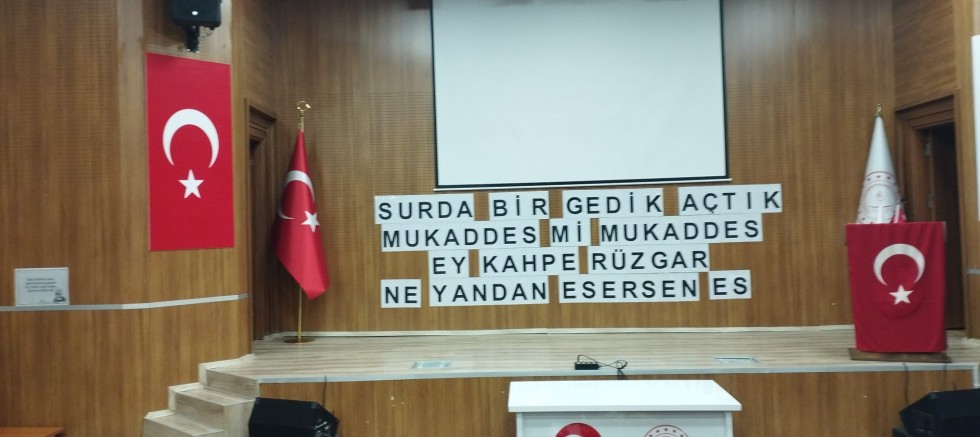 SURDA BİR GEDİK AÇTIK
MUKADDES Mİ MUKADDES
EY KAHPE RÜZGAR
NE YANDAN ESERSEN ES